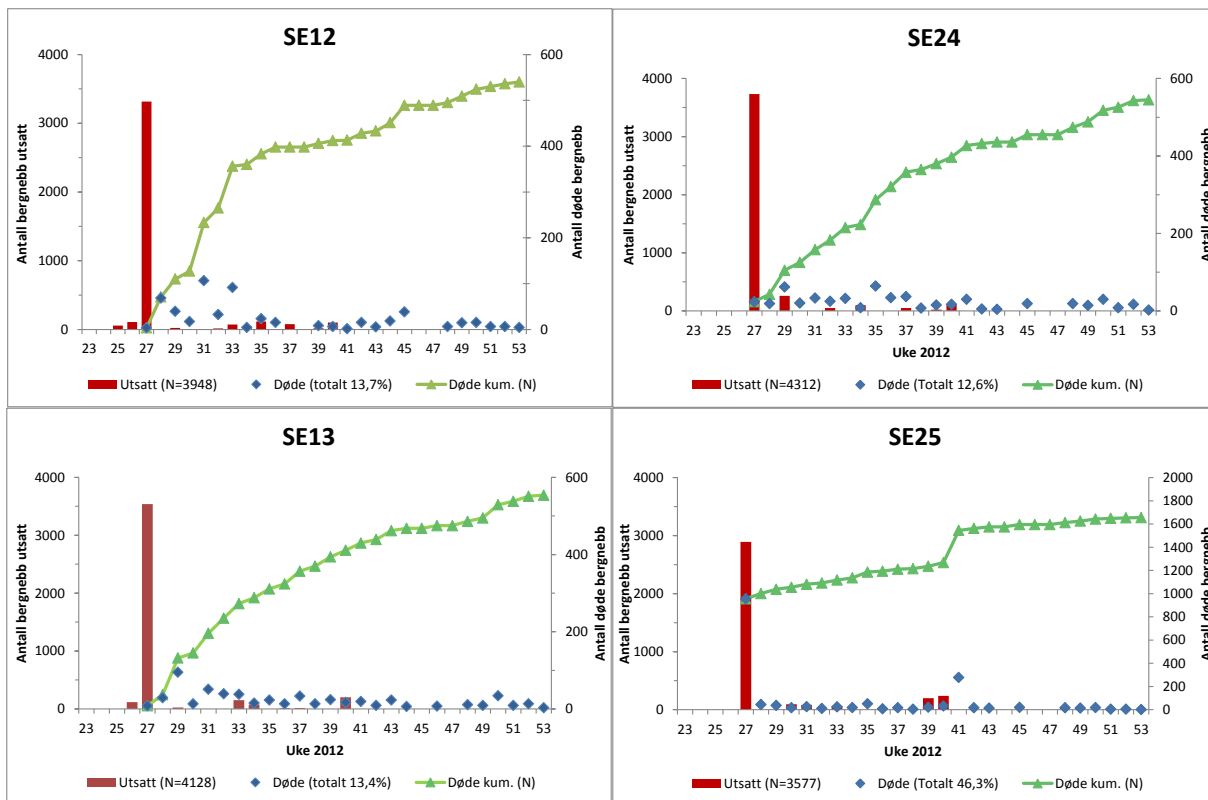 SE12
Antall bergnebb utsatt
4000
3000
2000
1000
0
600
400
200
0
Antall døde bergnebb
23 25 27 29 31 33 35 37 39 41 43 45 47 49 51 53
Utsatt (N=3948) Døde (totalt 13,7%) Døde kum. (N)
SE24
Antall bergnebb utsatt
4000
3000
2000
1000
0
600
400
200
0
Antall døde bergnebb
23 25 27 29 31 33 35 37 39 41 43 45 47 49 51 53
Uke 2012
Utsatt (N=4312) Døde (Totalt 12,6%) Døde kum. (N)
SE13
Antall bergnebb utsatt
4000
3000
2000
1000
0
600
400
200
0
Antall døde bergnebb
23 25 27 29 31 33 35 37 39 41 43 45 47 49 51 53
Uke 2012
Utsatt (N=4128) Døde (totalt 13,4%) Døde kum. (N)
SE25
Antall bergnebb utsatt
4000
3000
2000
1000
0
2000
1800
1600
1400
1200
1000
800
600
400
200
0
Antall døde bergnebb
23 25 27 29 31 33 35 37 39 41 43 45 47 49 51 53
Uke 2012
Utsatt (N=3577) Døde (Totalt 46,3%) Døde kum. (N)